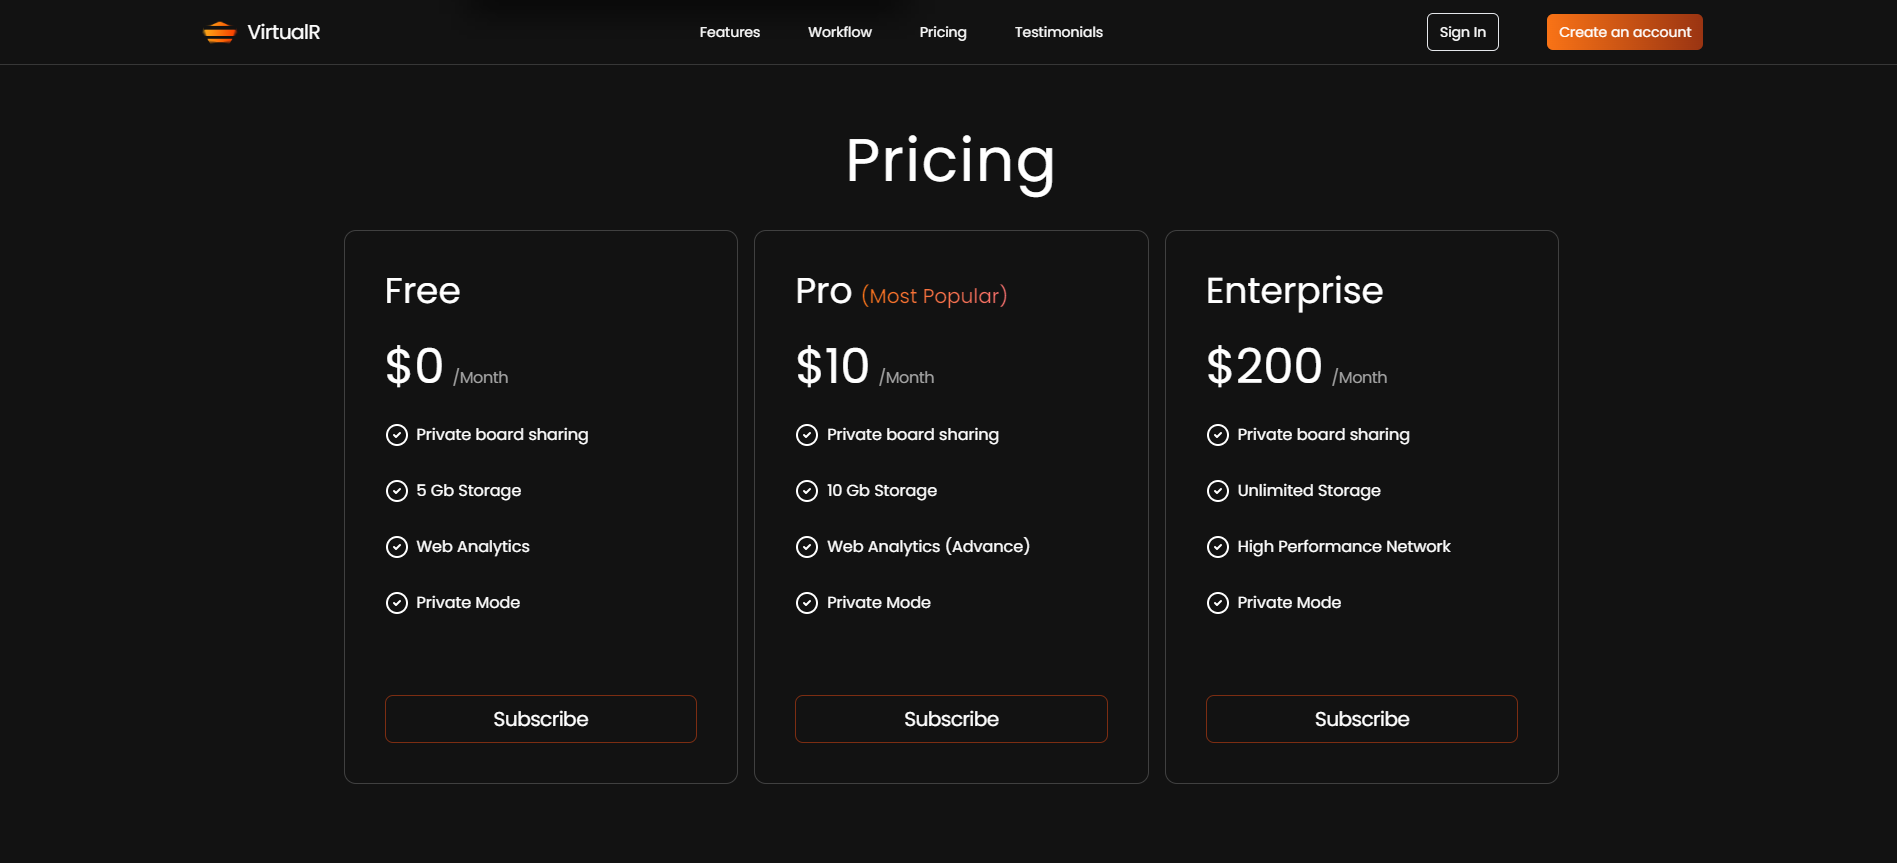 VirtualR
Features Workflow Pricing Testimonials
Sign In
Create an account
Pricing
Free
$0 /Month
Private board sharing
5 Gb Storage
Web Analytics
Private Mode
Subscribe
Pro (Most Popular)
$10 /Month
Private board sharing
10 Gb Storage
Web Analytics (Advance)
Private Mode
Subscribe
Enterprise
$200 /Month
Private board sharing
Unlimited Storage
High Performance Network
Private Mode
Subscribe